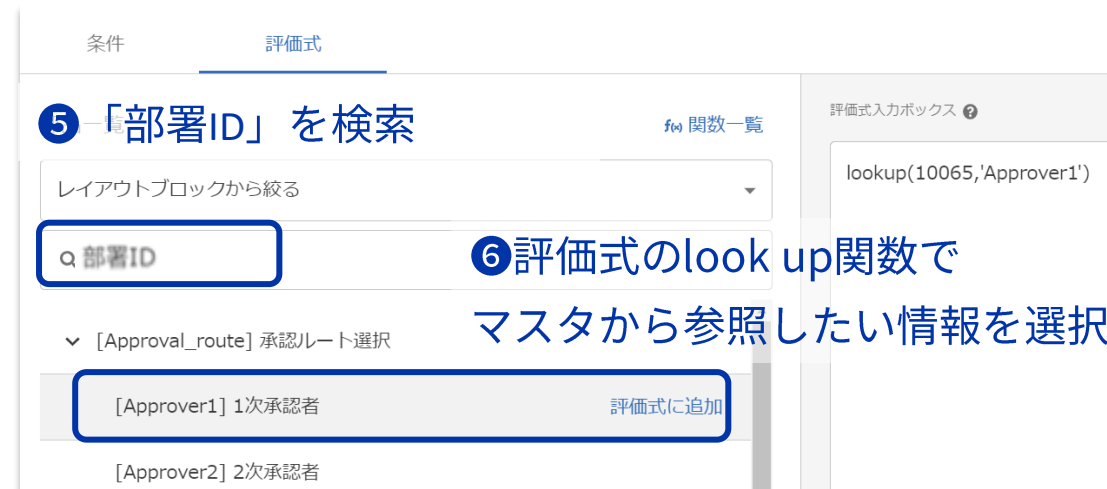 条件
評価式
❺「部署ID」を検索
一覧
f(x) 関数一覧
評価式入力ボックス ?
レイアウトブロックから絞る
lookup(10065,'Approver1')
部署ID
❻評価式のlook up関数で
マスタから参照したい情報を選択
[Approval_route] 承認ルート選択
[Approver1] 1次承認者
評価式に追加
[Approver2] 2次承認者